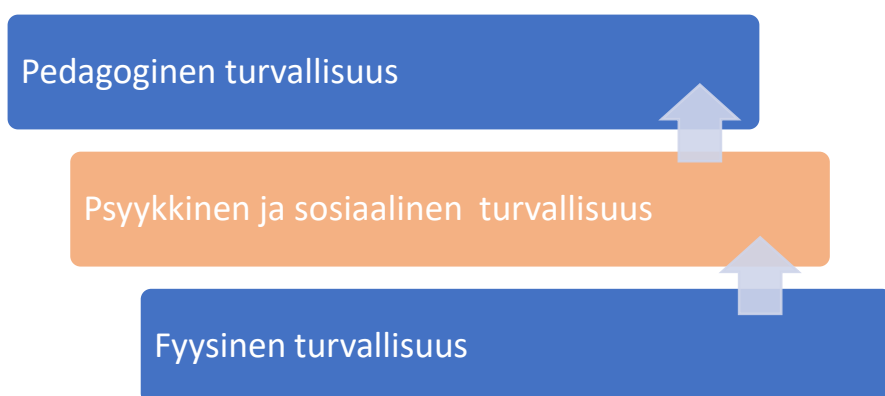 Pedagoginen turvallisuus
Psyykkinen ja sosiaalinen  turvallisuus
Fyysinen turvallisuus